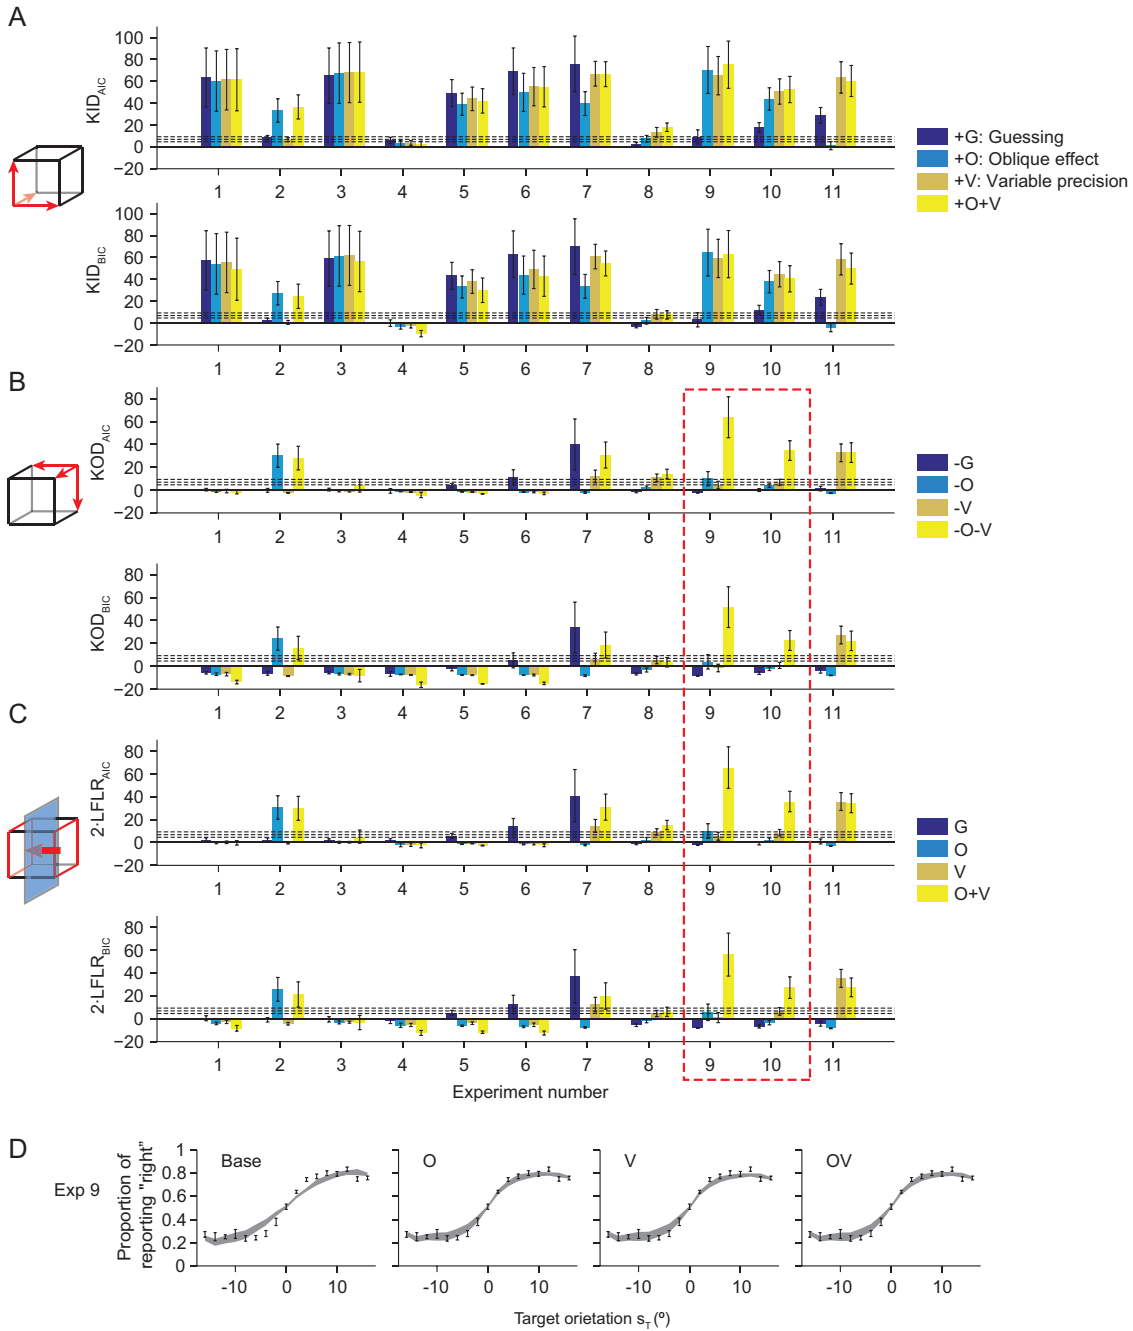 A
KID_AIC
100
80
60
40
20
0
−20
1 2 3 4 5 6 7 8 9 10 11
+G: Guessing
+O: Oblique effect
+V: Variable precision
+O+V
KID_BIC
100
80
60
40
20
0
−20
1 2 3 4 5 6 7 8 9 10 11
B
KOD_AIC
80
60
40
20
0
−20
1 2 3 4 5 6 7 8 9 10 11
-G
-O
-V
-O-V
KOD_BIC
80
60
40
20
0
−20
1 2 3 4 5 6 7 8 9 10 11
C
2·LFLR_AIC
80
60
40
20
0
−20
1 2 3 4 5 6 7 8 9 10 11
G
O
V
O+V
2·LFLR_BIC
80
60
40
20
0
−20
1 2 3 4 5 6 7 8 9 10 11
Experiment number
D
Exp 9
Proportion of
reporting "right"
1
0.8
0.6
0.4
0.2
0
Base
O
V
OV
-10 0 10
-10 0 10
-10 0 10
-10 0 10
Target orietation s_T (º)